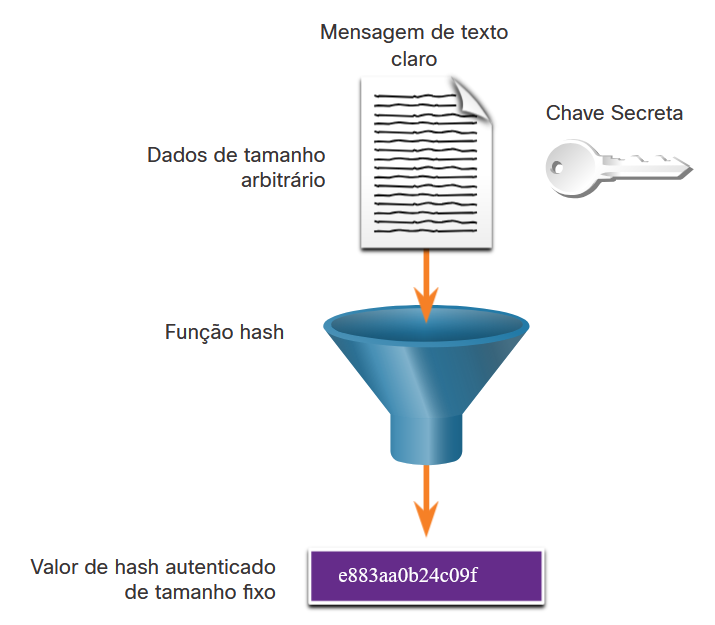 Mensagem de texto
claro
Chave Secreta
Dados de tamanho
arbitrário
Função hash
Valor de hash autenticado
de tamanho fixo
e883aa0b24c09f